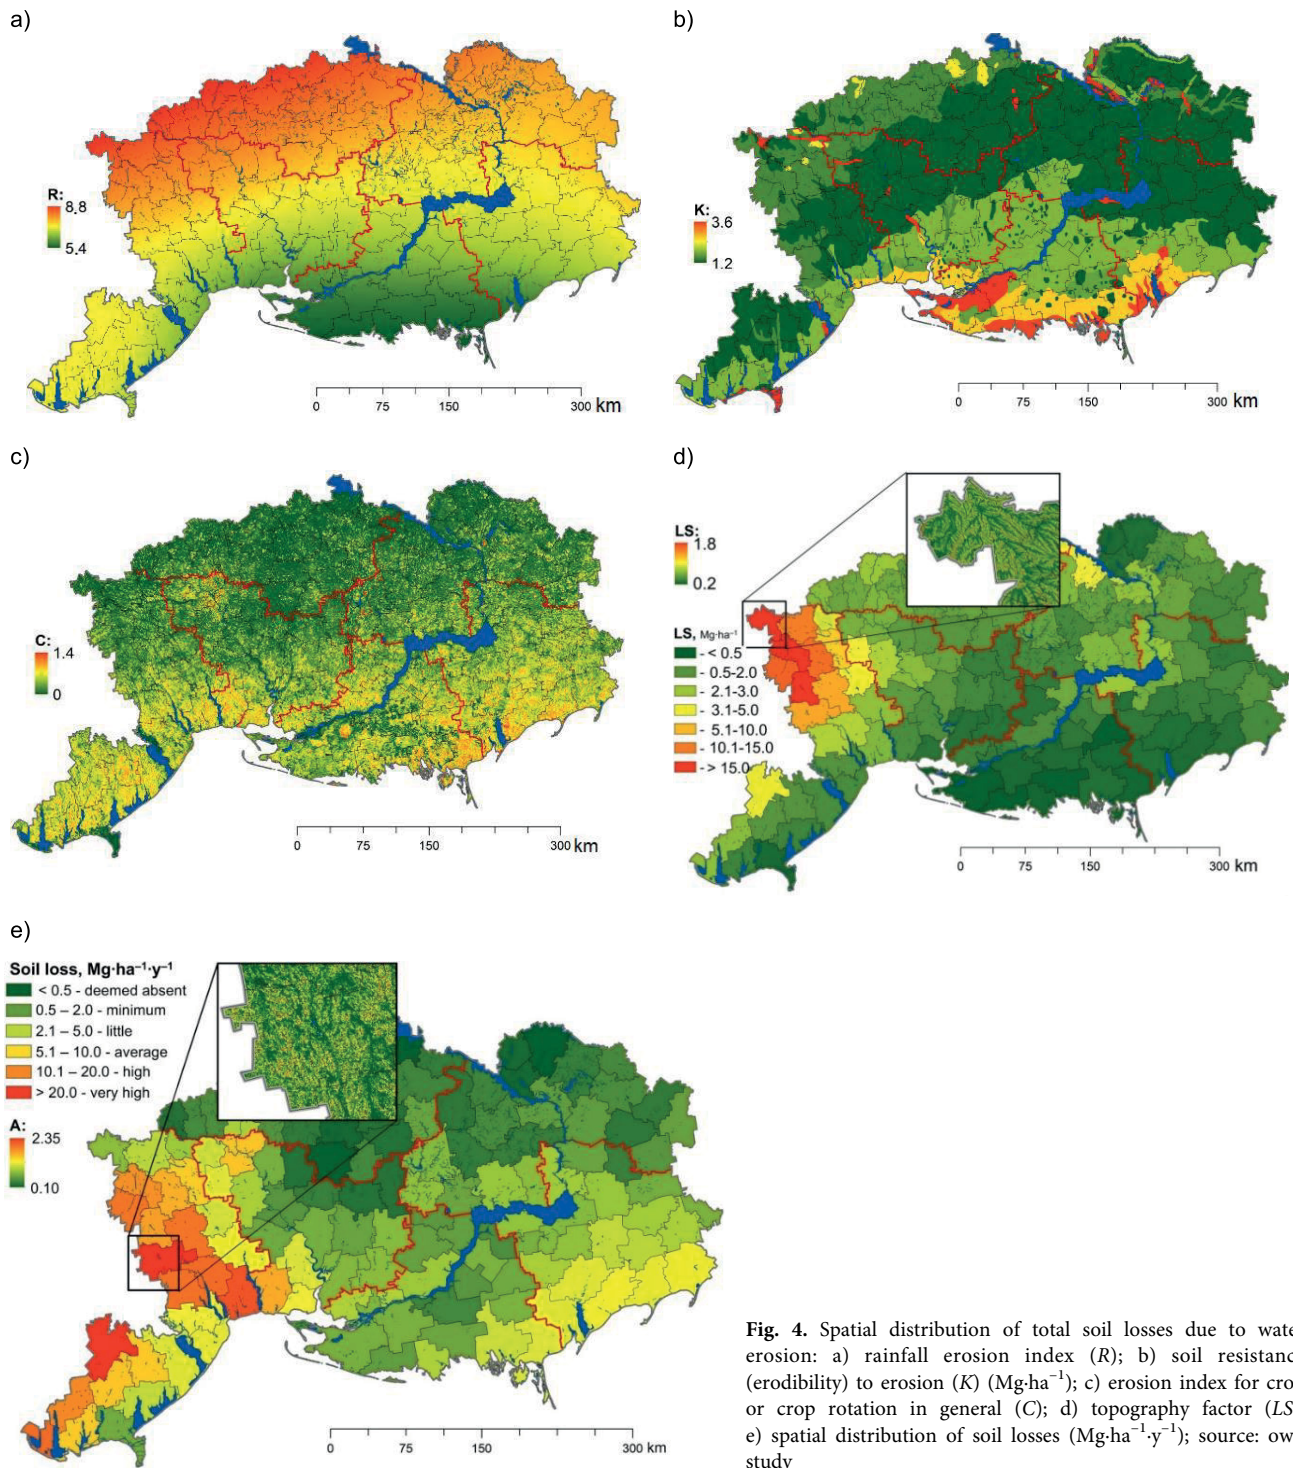 a)
R:
8.8
5.4
0 75 150 300 km
b)
K:
3.6
1.2
0 75 150 300 km
c)
C:
1.4
0
0 75 150 300 km
d)
LS:
1.8
0.2
LS, Mg·ha⁻¹
- < 0.5
- 0.5-2.0
- 2.1-3.0
- 3.1-5.0
- 5.1-10.0
- 10.1-15.0
- > 15.0
0 75 150 300 km
e)
Soil loss, Mg·ha⁻¹·y⁻¹
< 0.5 - deemed absent
0.5 – 2.0 - minimum
2.1 – 5.0 - little
5.1 – 10.0 - average
10.1 – 20.0 - high
> 20.0 - very high
A:
2.35
0.10
0 75 150 300 km
Fig. 4. Spatial distribution of total soil losses due to wate
erosion: a) rainfall erosion index (R); b) soil resistanc
(erodibility) to erosion (K) (Mg·ha⁻¹); c) erosion index for cro
or crop rotation in general (C); d) topography factor (LS
e) spatial distribution of soil losses (Mg·ha⁻¹·y⁻¹); source: ow
study